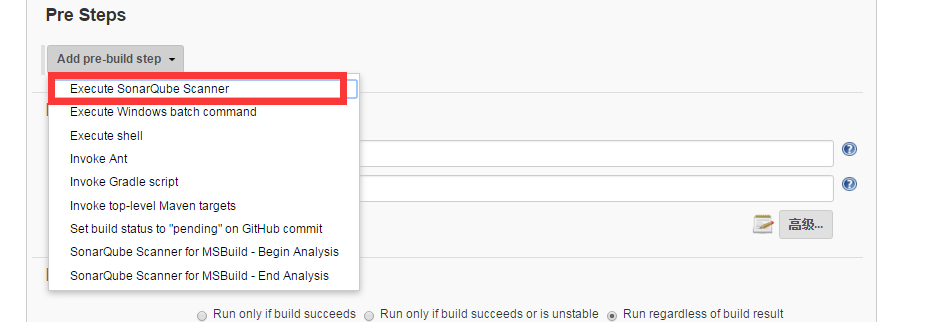 Pre Steps
Add pre-build step
Execute SonarQube Scanner
Execute Windows batch command
Execute shell
Invoke Ant
Invoke Gradle script
Invoke top-level Maven targets
Set build status to "pending" on GitHub commit
SonarQube Scanner for MSBuild - Begin Analysis
SonarQube Scanner for MSBuild - End Analysis
高级...
Run only if build succeeds Run only if build succeeds or is unstable Run regardless of build result